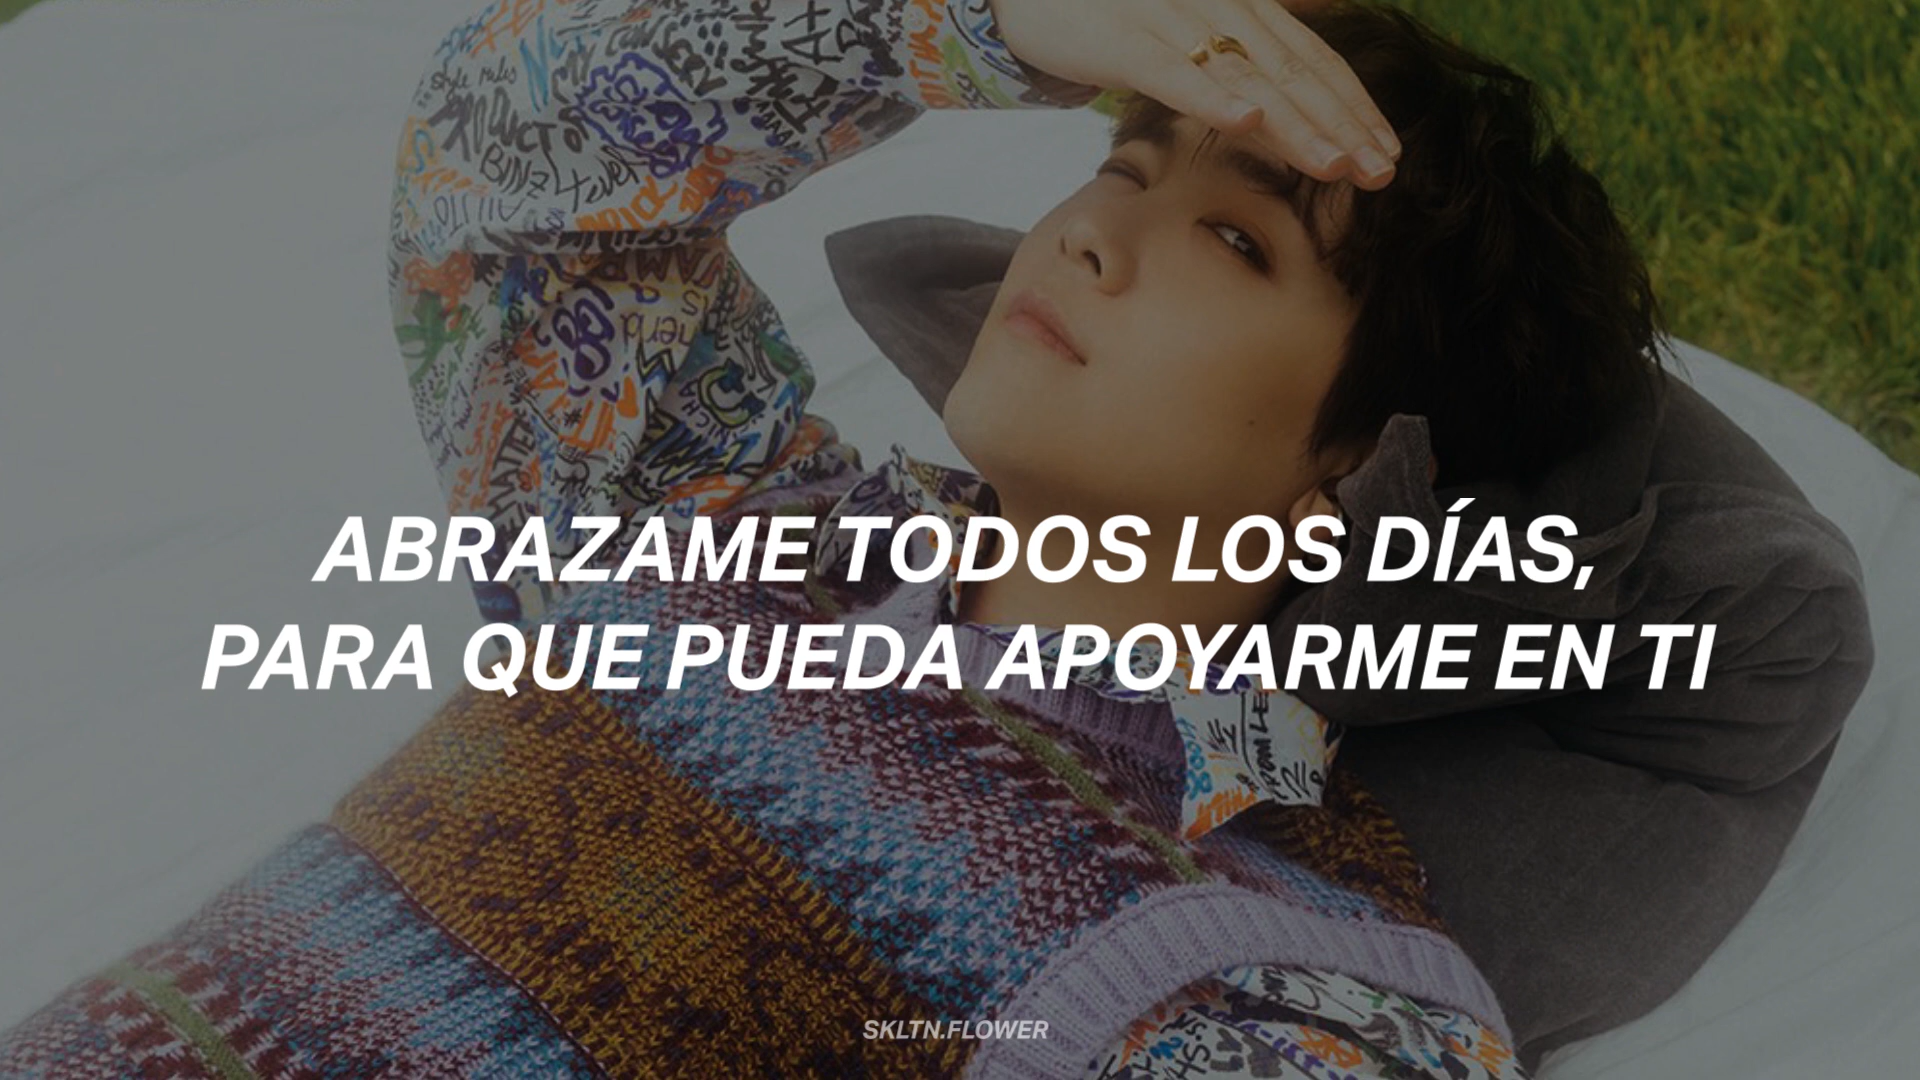 ABRAZAME TODOS LOS DÍAS,
PARA QUE PUEDA APOYARME EN TI
SKLTN.FLOWER